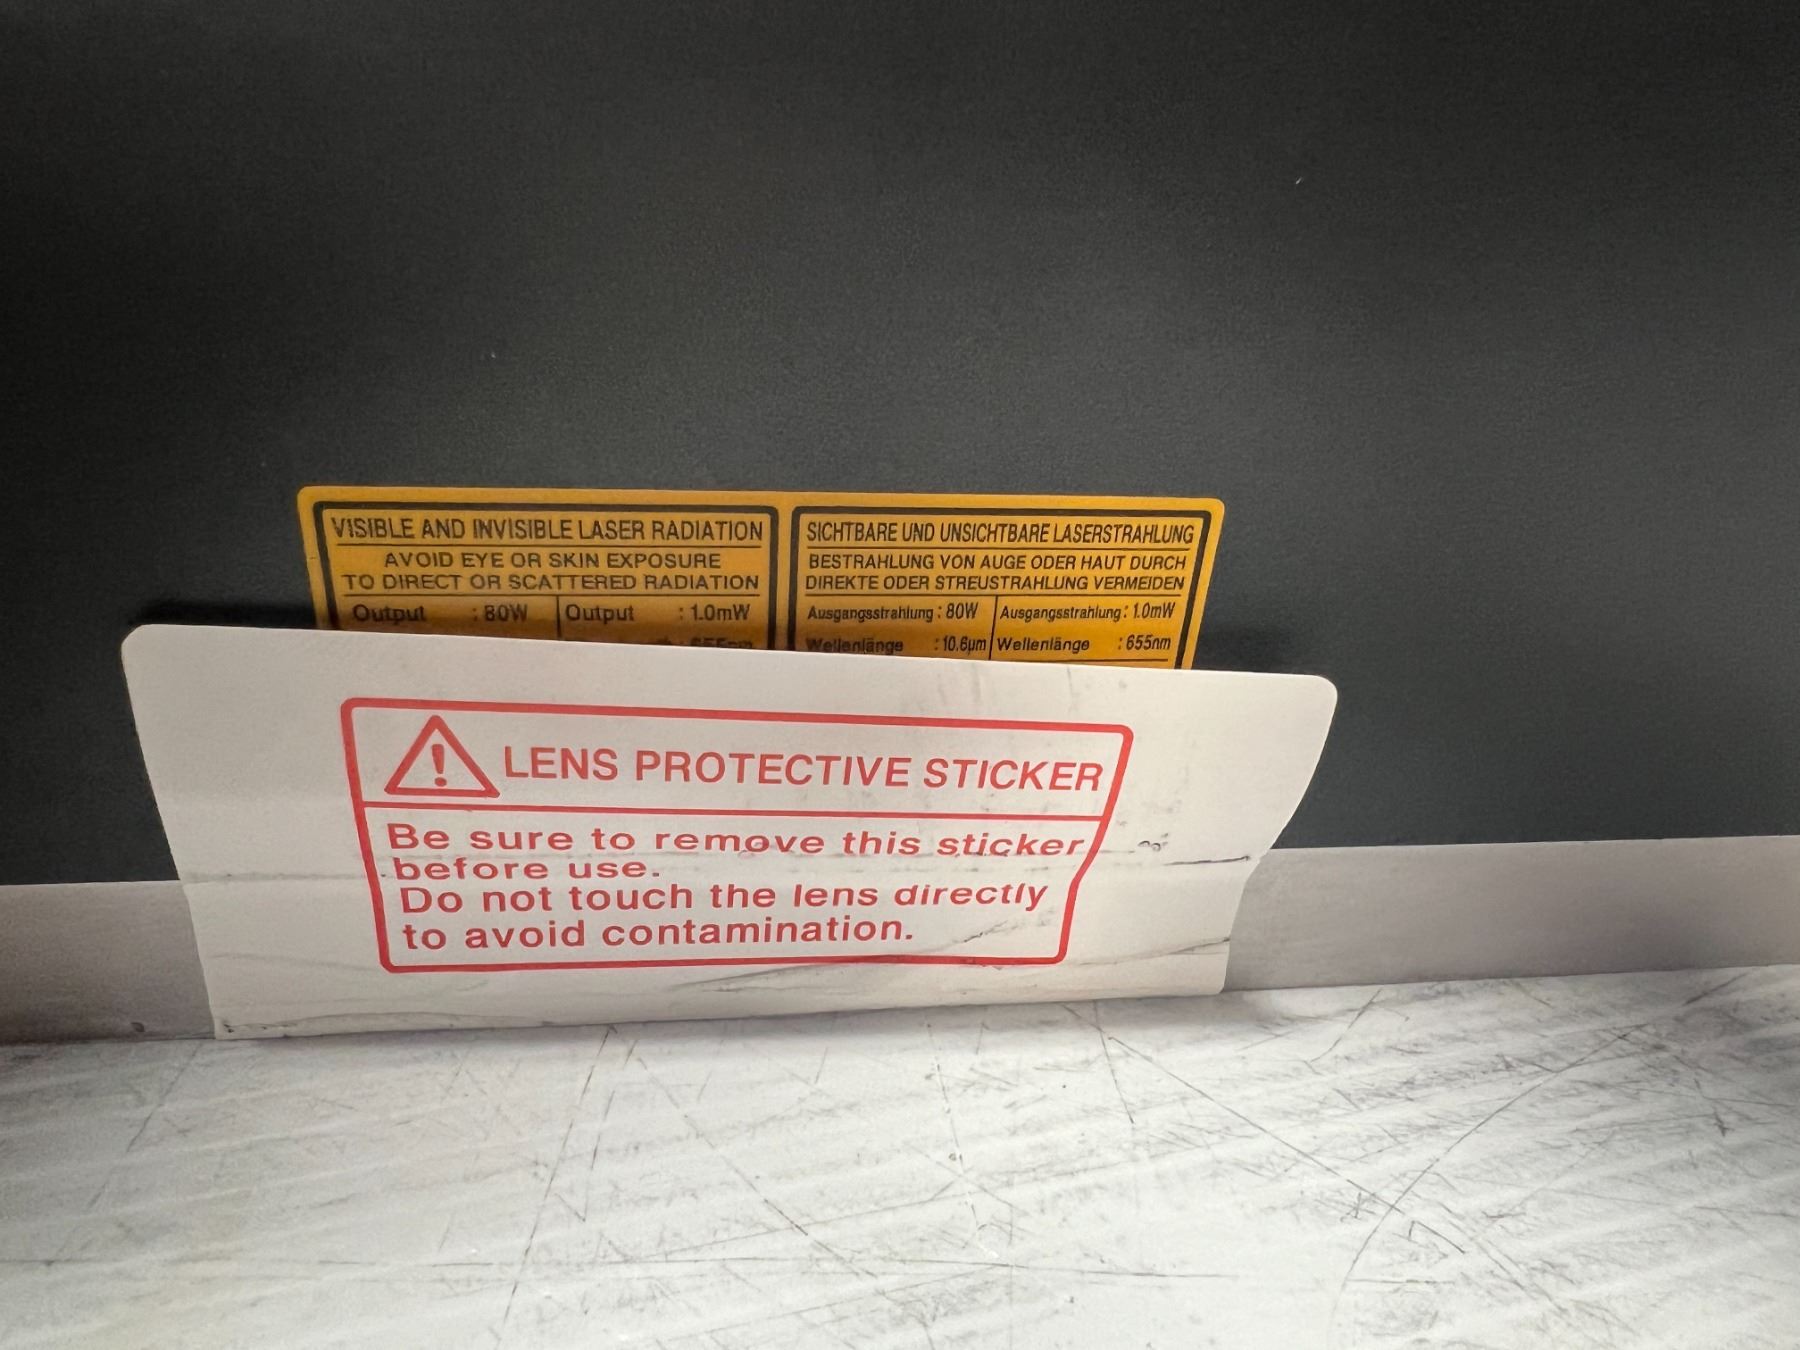 VISIBLE AND INVISIBLE LASER RADIATION
AVOID EYE OR SKIN EXPOSURE
TO DIRECT OR SCATTERED RADIATION
Output : 80W Output : 1.0mW
: 655nm
SICHTBARE UND UNSICHTBARE LASERSTRAHLUNG
BESTRAHLUNG VON AUGE ODER HAUT DURCH
DIREKTE ODER STREUSTRAHLUNG VERMEIDEN
Ausgangsstrahlung : 80W Ausgangsstrahlung : 1.0mW
Wellenlänge : 10.6µm Wellenlänge : 655nm
LENS PROTECTIVE STICKER
Be sure to remove this sticker
before use.
Do not touch the lens directly
to avoid contamination.